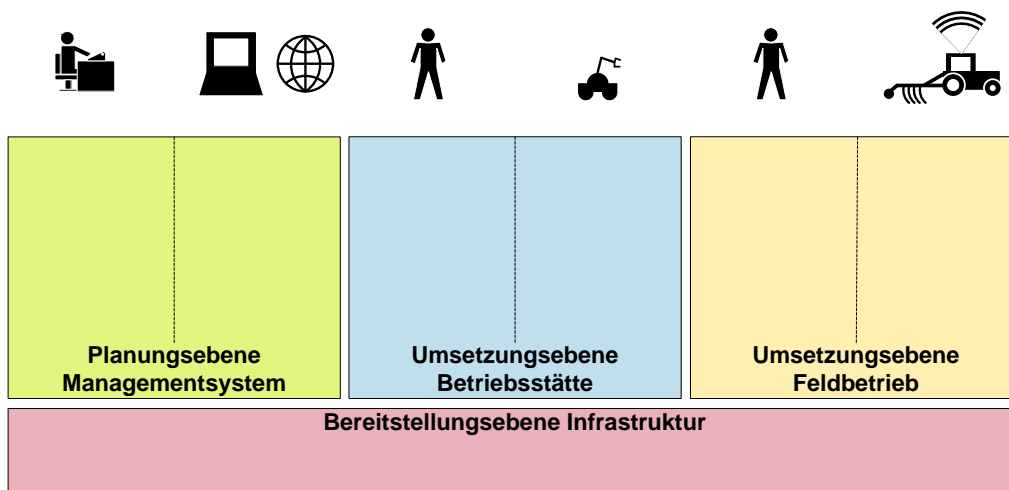 Planungsebene
Managementsystem
Umsetzungsebene
Betriebsstätte
Umsetzungsebene
Feldbetrieb
Bereitstellungsebene Infrastruktur